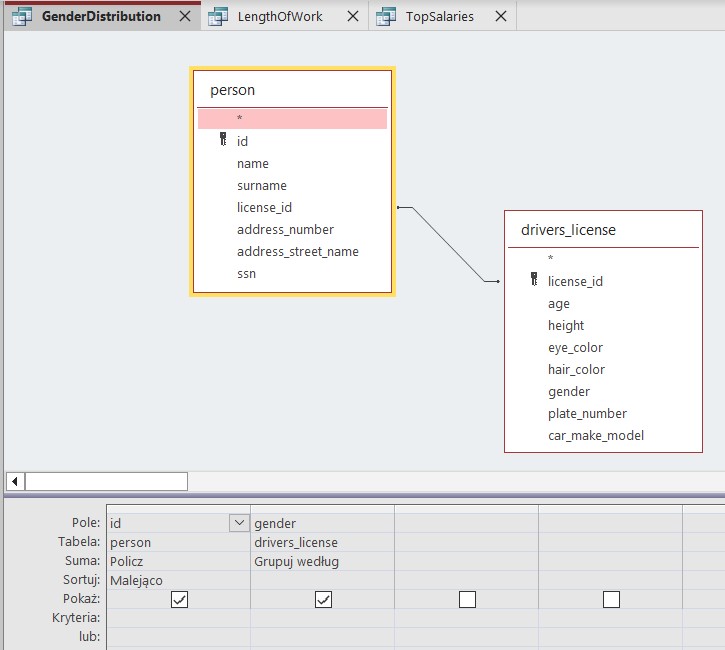 GenderDistribution LengthOfWork TopSalaries
person
*
id
name
surname
license_id
address_number
address_street_name
ssn
drivers_license
*
license_id
age
height
eye_color
hair_color
gender
plate_number
car_make_model
Pole: id gender
Tabela: person drivers_license
Suma: Policz Grupuj według
Sortuj: Malejąco
Pokaż:
Kryteria:
lub: